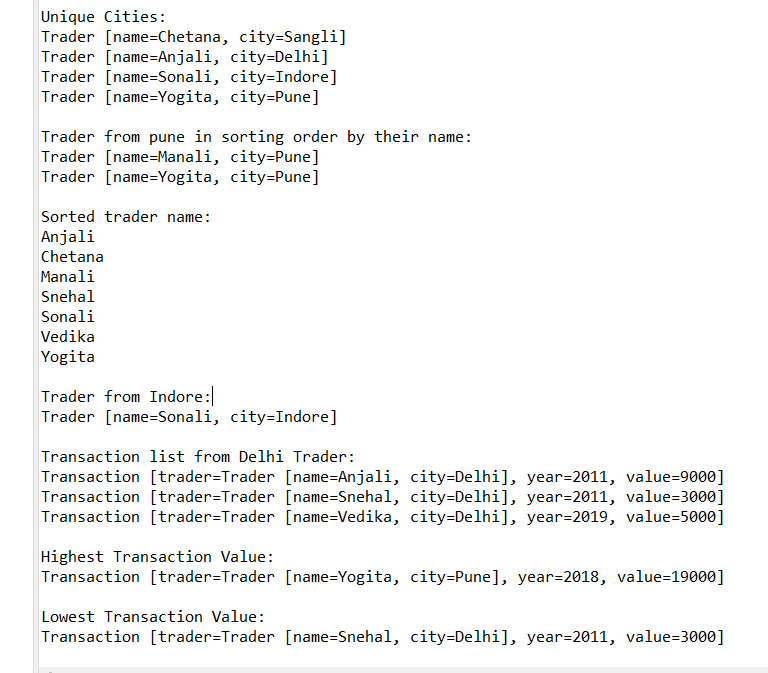 Unique Cities:
Trader [name=Chetana, city=Sangli]
Trader [name=Anjali, city=Delhi]
Trader [name=Sonali, city=Indore]
Trader [name=Yogita, city=Pune]
Trader from pune in sorting order by their name:
Trader [name=Manali, city=Pune]
Trader [name=Yogita, city=Pune]
Sorted trader name:
Anjali
Chetana
Manali
Snehal
Sonali
Vedika
Yogita
Trader from Indore:
Trader [name=Sonali, city=Indore]
Transaction list from Delhi Trader:
Transaction [trader=Trader [name=Anjali, city=Delhi], year=2011, value=9000]
Transaction [trader=Trader [name=Snehal, city=Delhi], year=2011, value=3000]
Transaction [trader=Trader [name=Vedika, city=Delhi], year=2019, value=5000]
Highest Transaction Value:
Transaction [trader=Trader [name=Yogita, city=Pune], year=2018, value=19000]
Lowest Transaction Value:
Transaction [trader=Trader [name=Snehal, city=Delhi], year=2011, value=3000]